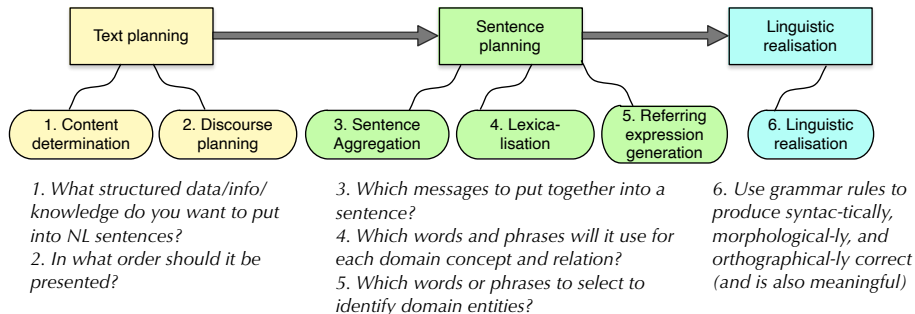 Text planning
Sentence
planning
Linguistic
realisation
1. Content
determination
2. Discourse
planning
3. Sentence
Aggregation
4. Lexica-
lisation
5. Referring
expression
generation
6. Linguistic
realisation
1. What structured data/info/
knowledge do you want to put
into NL sentences?
2. In what order should it be
presented?
3. Which messages to put together into a
sentence?
4. Which words and phrases will it use for
each domain concept and relation?
5. Which words or phrases to select to
identify domain entities?
6. Use grammar rules to
produce syntac-tically,
morphological-ly, and
orthographical-ly correct
(and is also meaningful)